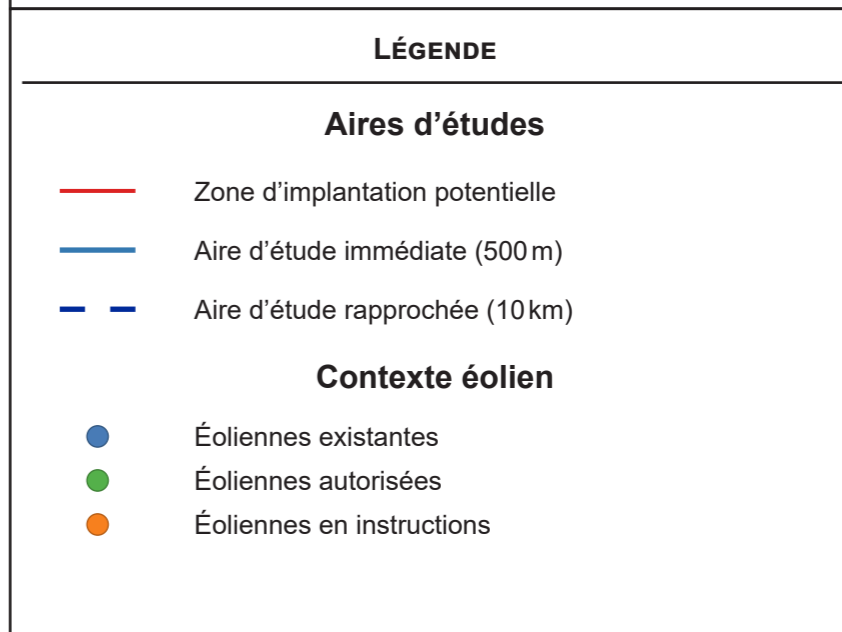 LÉGENDE
Aires d’études
Zone d’implantation potentielle
Aire d’étude immédiate (500 m)
Aire d’étude rapprochée (10 km)
Contexte éolien
Éoliennes existantes
Éoliennes autorisées
Éoliennes en instructions